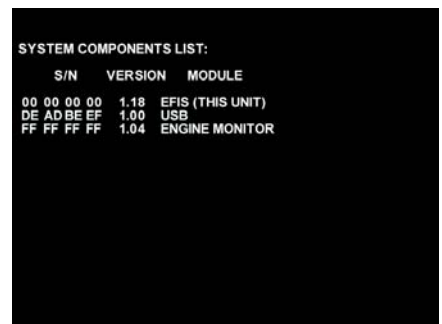 SYSTEM COMPONENTS LIST:
S/N VERSION MODULE
00 00 00 00 1.18 EFIS (THIS UNIT)
DE AD BE EF 1.00 USB
FF FF FF FF 1.04 ENGINE MONITOR